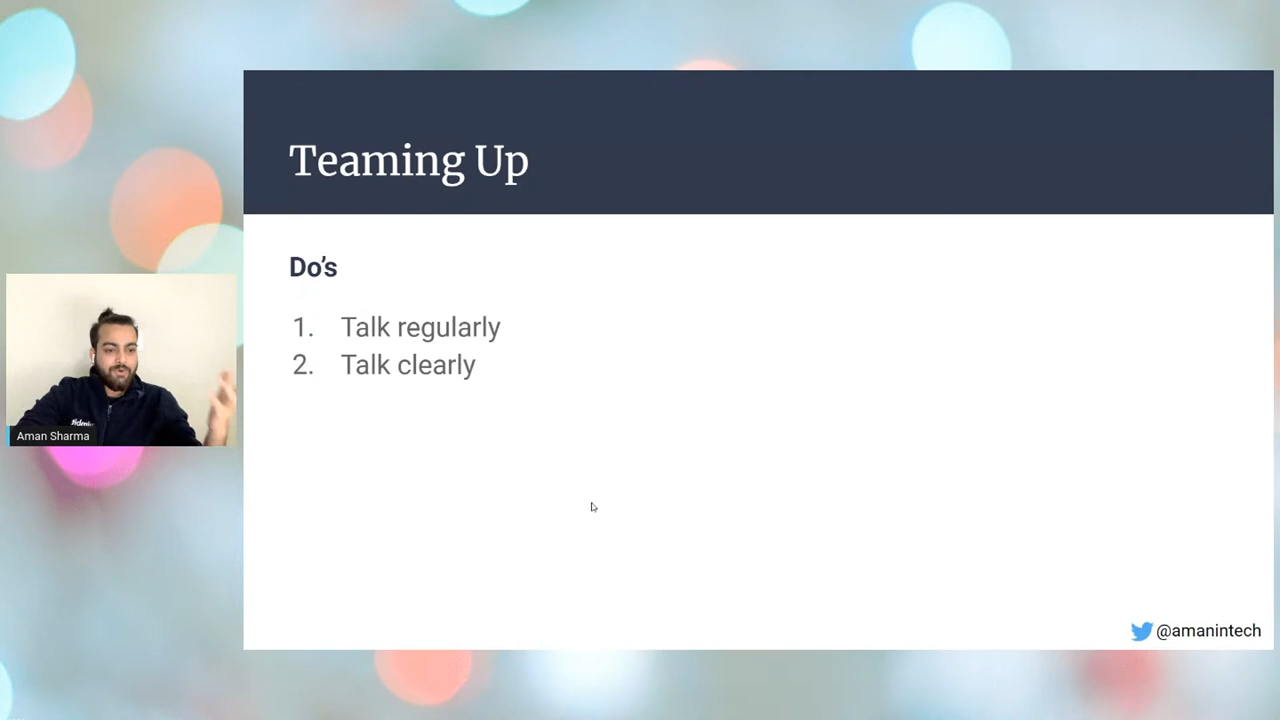 Teaming Up
Do's
1. Talk regularly
2. Talk clearly
Aman Sharma
@amanintech